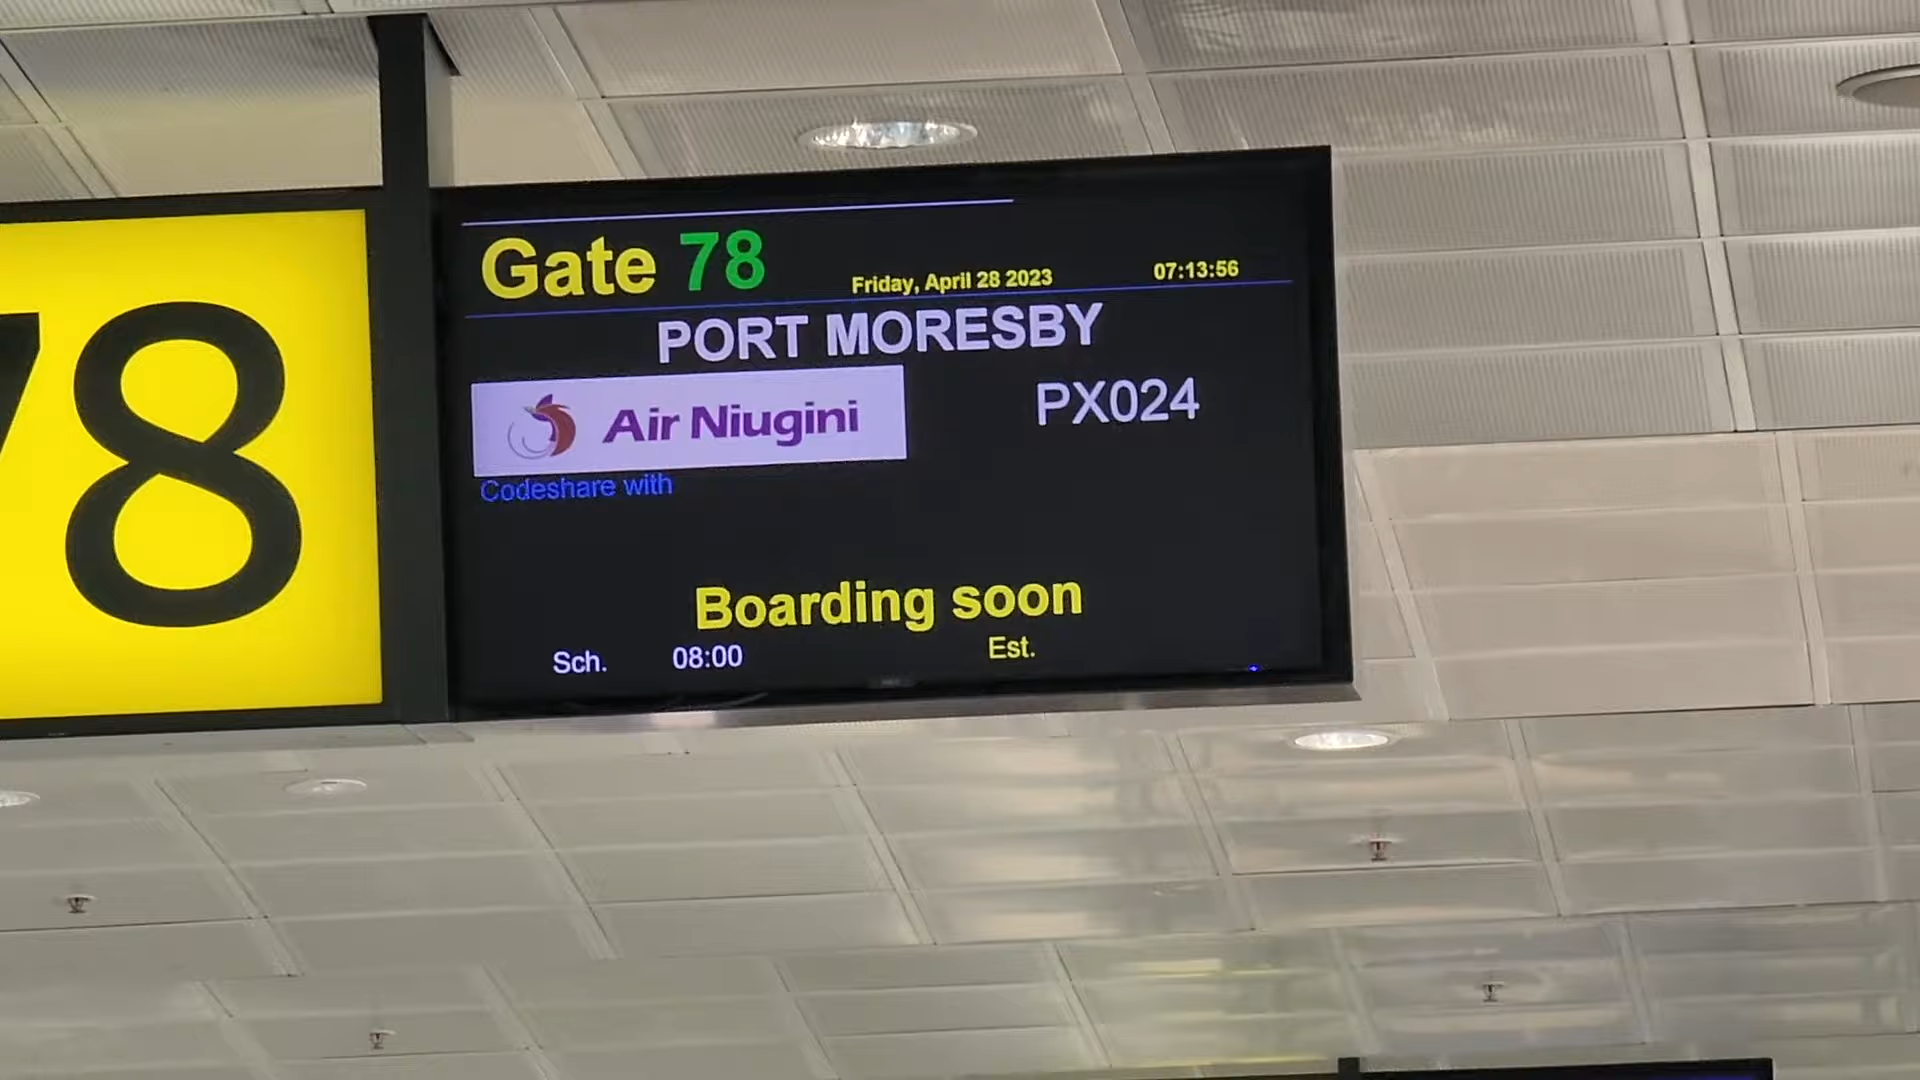 78
Gate 78
Friday, April 28 2023
07:13:56
PORT MORESBY
Air Niugini
PX024
Codeshare with
Boarding soon
Sch. 08:00 Est.